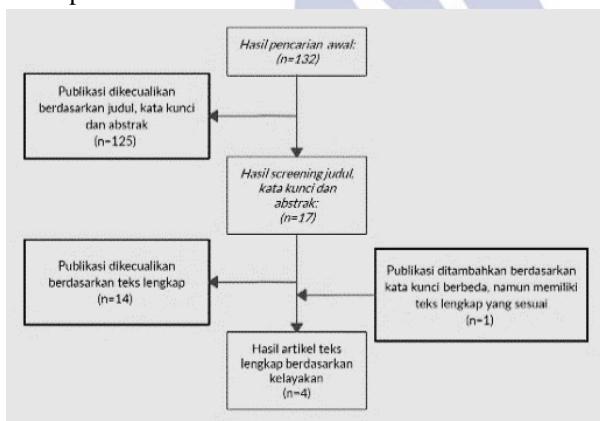 Hasil pencarian awal:
(n=132)
Publikasi dikecualikan
berdasarkan judul, kata kunci
dan abstrak
(n=125)
Hasil screening judul,
kata kunci dan
abstrak:
(n=17)
Publikasi dikecualikan
berdasarkan teks lengkap
(n=14)
Publikasi ditambahkan berdasarkan
kata kunci berbeda, namun memiliki
teks lengkap yang sesuai
(n=1)
Hasil artikel teks
lengkap berdasarkan
kelayakan
(n=4)